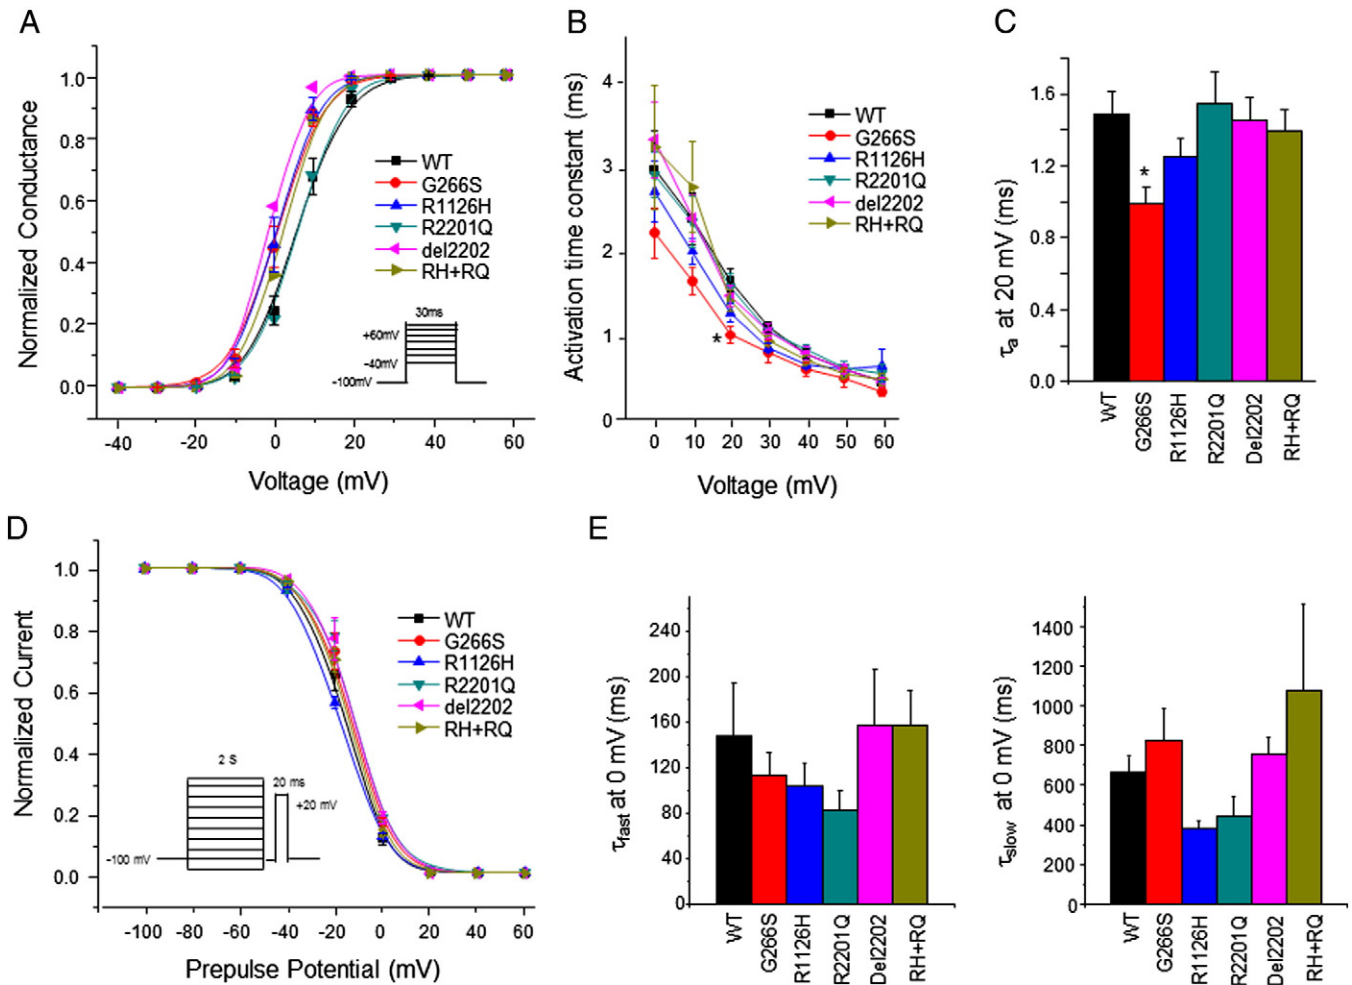 A
Normalized Conductance
1.0
0.8
0.6
0.4
0.2
0.0
-40
-20
0
20
40
60
Voltage (mV)
WT
G266S
R1126H
R2201Q
del2202
RH+RQ
30ms
+60mV
-40mV
-100mV
B
Activation time constant (ms)
4
3
2
1
0
0
10
20
30
40
50
60
Voltage (mV)
*
WT
G266S
R1126H
R2201Q
del2202
RH+RQ
C
τa at 20 mV (ms)
1.6
1.2
0.8
0.4
0.0
*
WT
G266S
R1126H
R2201Q
Del2202
RH+RQ
D
Normalized Current
1.0
0.8
0.6
0.4
0.2
0.0
-100
-80
-60
-40
-20
0
20
40
60
Prepulse Potential (mV)
WT
G266S
R1126H
R2201Q
del2202
RH+RQ
2 S
20 ms
+20 mV
-100 mV
E
τfast at 0 mV (ms)
240
200
160
120
80
40
0
WT
G266S
R1126H
R2201Q
Del2202
RH+RQ
τslow at 0 mV (ms)
1400
1200
1000
800
600
400
200
0
WT
G266S
R1126H
R2201Q
Del2202
RH+RQ